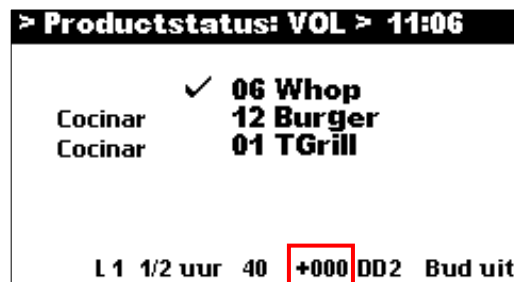 > Productstatus: VOL > 11:06
✓ 06 Whop
Cocinar 12 Burger
Cocinar 01 TGrill
L 1 1/2 uur 40 +000 DD2 Bud uit